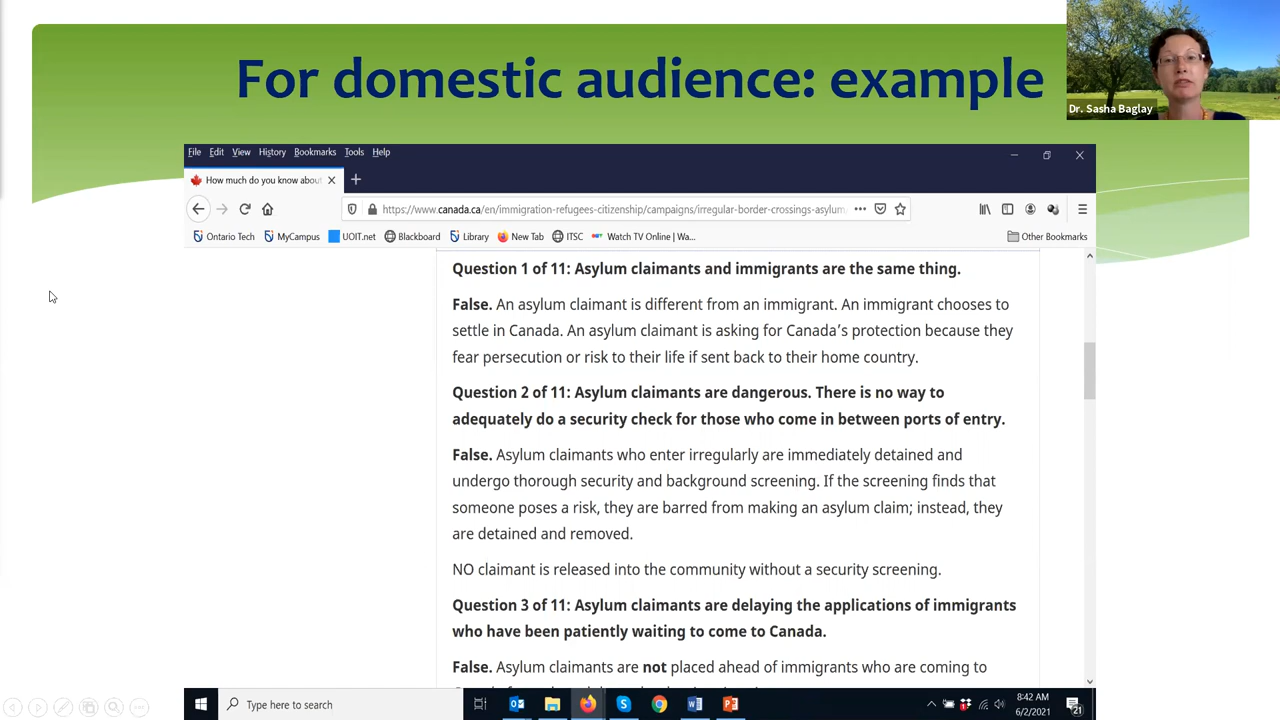 For domestic audience: example
Dr. Sasha Baglay
File Edit View History Bookmarks Tools Help
How much do you know about
https://www.canada.ca/en/immigration-refugees-citizenship/campaigns/irregular-border-crossings-asylum
Ontario Tech MyCampus UOIT.net Blackboard Library New Tab ITSC Watch TV Online | Wa... Other Bookmarks
Question 1 of 11: Asylum claimants and immigrants are the same thing.
False. An asylum claimant is different from an immigrant. An immigrant chooses to
settle in Canada. An asylum claimant is asking for Canada's protection because they
fear persecution or risk to their life if sent back to their home country.
Question 2 of 11: Asylum claimants are dangerous. There is no way to
adequately do a security check for those who come in between ports of entry.
False. Asylum claimants who enter irregularly are immediately detained and
undergo thorough security and background screening. If the screening finds that
someone poses a risk, they are barred from making an asylum claim; instead, they
are detained and removed.
NO claimant is released into the community without a security screening.
Question 3 of 11: Asylum claimants are delaying the applications of immigrants
who have been patiently waiting to come to Canada.
False. Asylum claimants are not placed ahead of immigrants who are coming to
Type here to search
8:42 AM
6/2/2021
21